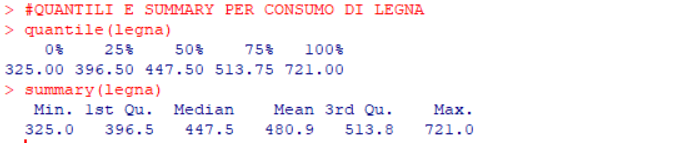 > #QUANTILI E SUMMARY PER CONSUMO DI LEGNA
> quantile(legna)
0% 25% 50% 75% 100%
325.00 396.50 447.50 513.75 721.00
> summary(legna)
Min. 1st Qu. Median Mean 3rd Qu. Max.
325.0 396.5 447.5 480.9 513.8 721.0